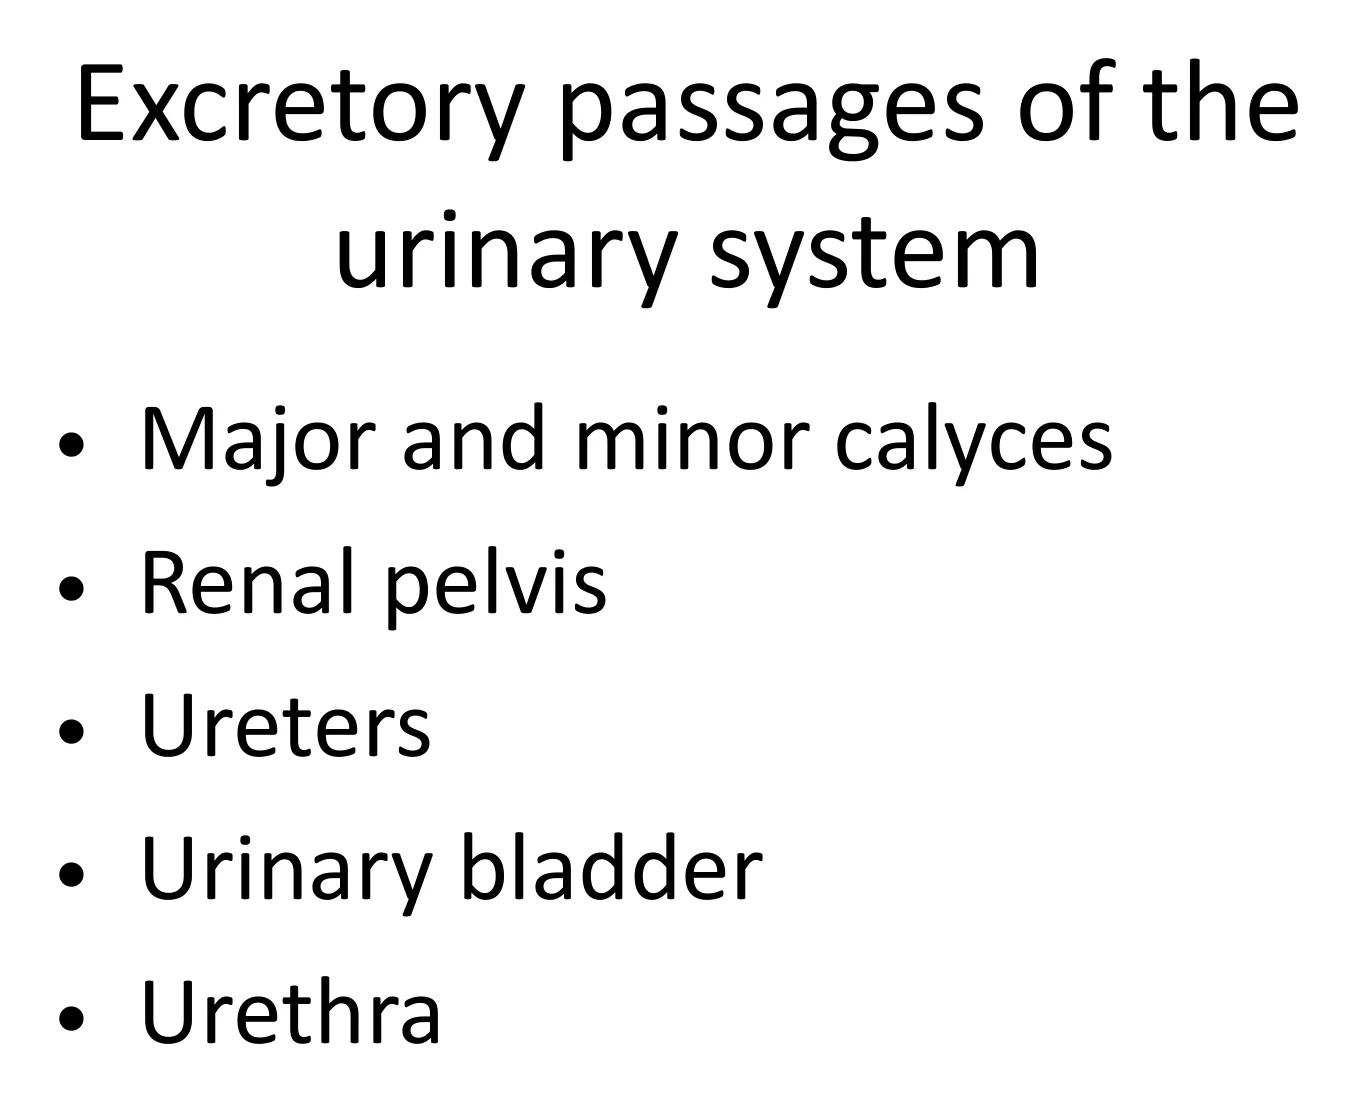 Excretory passages of the
urinary system
• Major and minor calyces
• Renal pelvis
• Ureters
• Urinary bladder
• Urethra